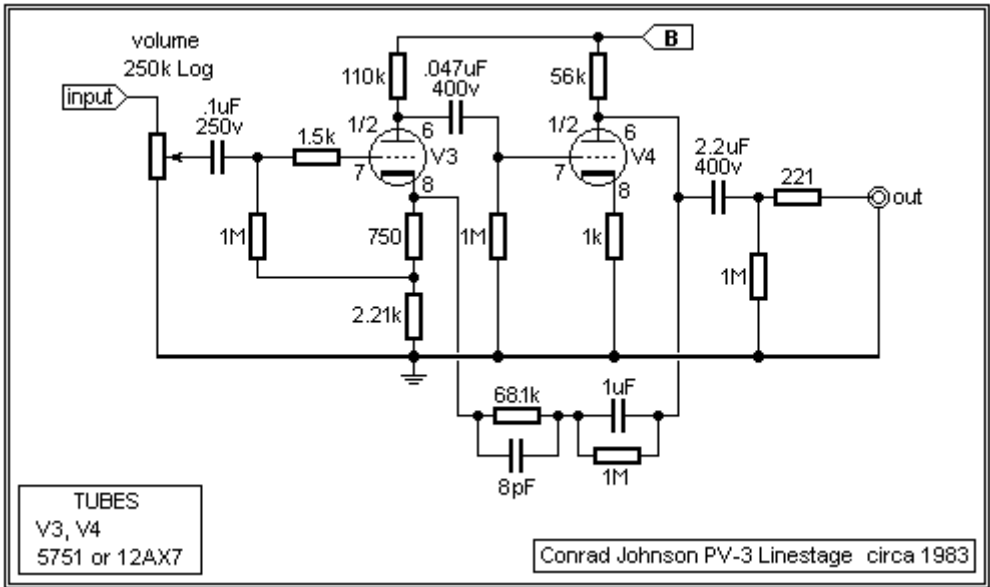 volume
250k Log
input
.1uF
250v
1.5k
1M
110k
.047uF
400v
1/2
6
7
V3
8
750
2.21k
1M
B
56k
1/2
6
7
V4
8
1k
2.2uF
400v
221
out
1M
68.1k
8pF
1uF
1M
TUBES
V3, V4
5751 or 12AX7
Conrad Johnson PV-3 Linestage circa 1983